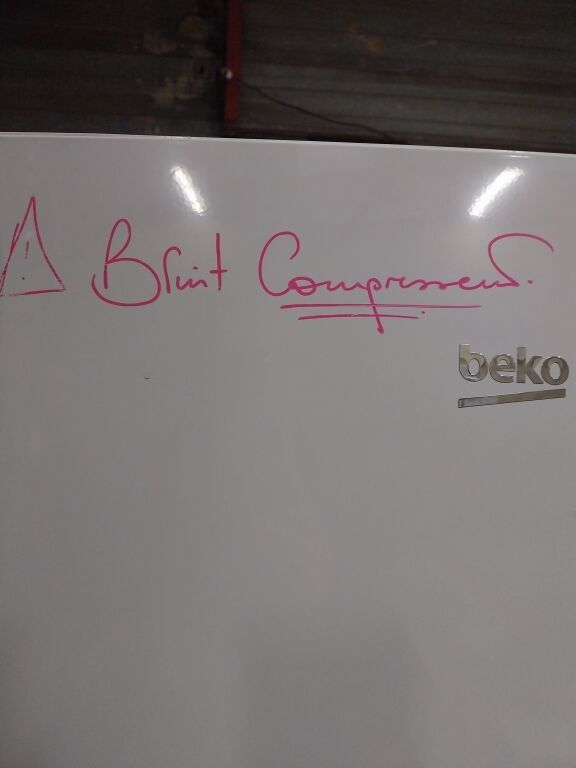 ⚠ Bruit Compresseur.
beko